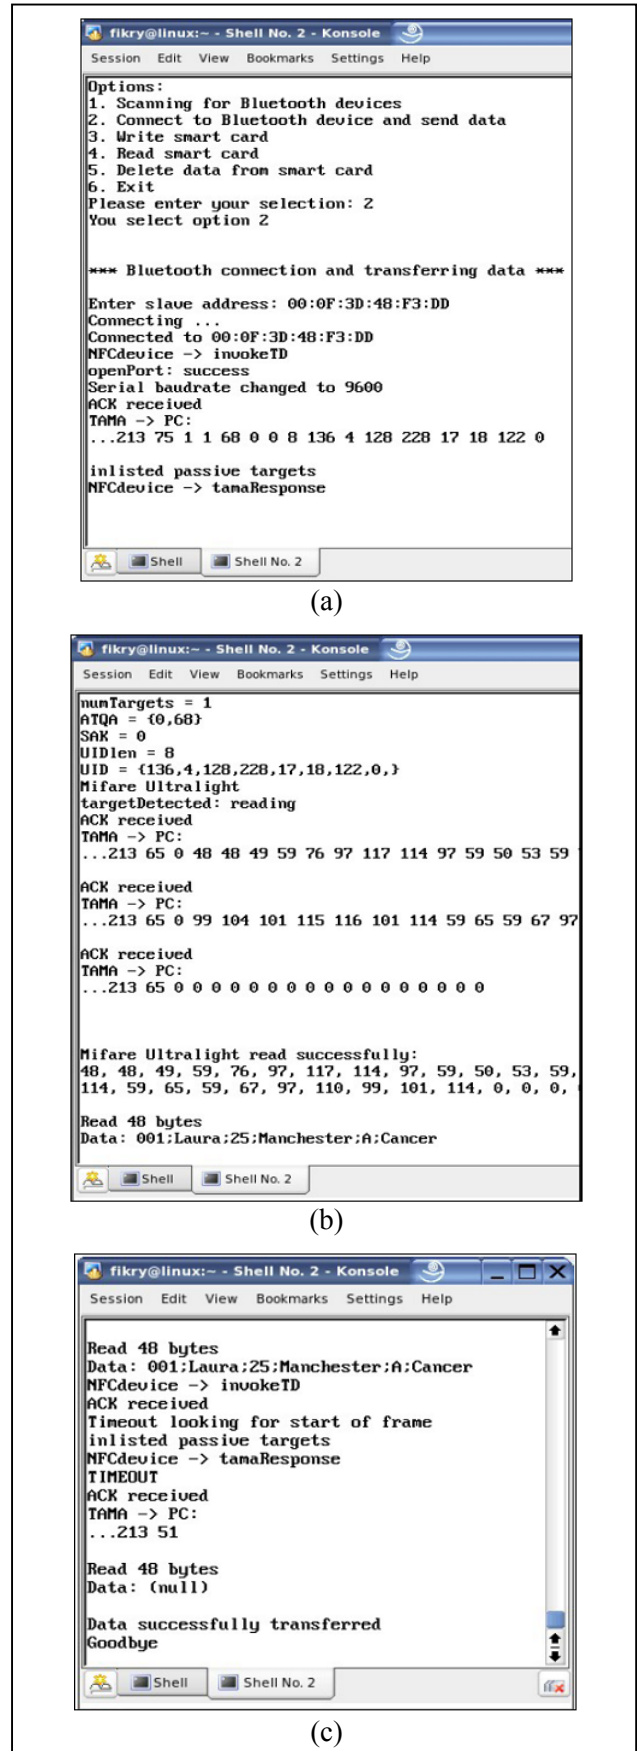 fikry@linux:~ - Shell No. 2 - Konsole
Session Edit View Bookmarks Settings Help
Options:
1. Scanning for Bluetooth devices
2. Connect to Bluetooth device and send data
3. Write smart card
4. Read smart card
5. Delete data from smart card
6. Exit
Please enter your selection: 2
You select option 2
*** Bluetooth connection and transferring data ***
Enter slave address: 00:0F:3D:48:F3:DD
Connecting ...
Connected to 00:0F:3D:48:F3:DD
NFCdevice -> invokeTD
openPort: success
Serial baudrate changed to 9600
ACK received
TAMA -> PC:
...213 75 1 1 68 0 0 8 136 4 128 228 17 18 122 0
inlisted passive targets
NFCdevice -> tamaResponse
Shell Shell No. 2
(a)
fikry@linux:~ - Shell No. 2 - Konsole
Session Edit View Bookmarks Settings Help
numTargets = 1
ATQA = {0,68}
SAK = 0
UIDlen = 8
UID = {136,4,128,228,17,18,122,0,}
Mifare Ultralight
targetDetected: reading
ACK received
TAMA -> PC:
...213 65 0 48 48 49 59 76 97 117 114 97 59 50 53 59
ACK received
TAMA -> PC:
...213 65 0 99 104 101 115 116 101 114 59 65 59 67 97
ACK received
TAMA -> PC:
...213 65 0 0 0 0 0 0 0 0 0 0 0 0 0 0 0 0 0
Mifare Ultralight read successfully:
48, 48, 49, 59, 76, 97, 117, 114, 97, 59, 50, 53, 59,
114, 59, 65, 59, 67, 97, 110, 99, 101, 114, 0, 0, 0,
Read 48 bytes
Data: 001;Laura;25;Manchester;A;Cancer
Shell Shell No. 2
(b)
fikry@linux:~ - Shell No. 2 - Konsole
Session Edit View Bookmarks Settings Help
Read 48 bytes
Data: 001;Laura;25;Manchester;A;Cancer
NFCdevice -> invokeTD
ACK received
Timeout looking for start of frame
inlisted passive targets
NFCdevice -> tamaResponse
TIMEOUT
ACK received
TAMA -> PC:
...213 51
Read 48 bytes
Data: (null)
Data successfully transferred
Goodbye
Shell Shell No. 2
(c)